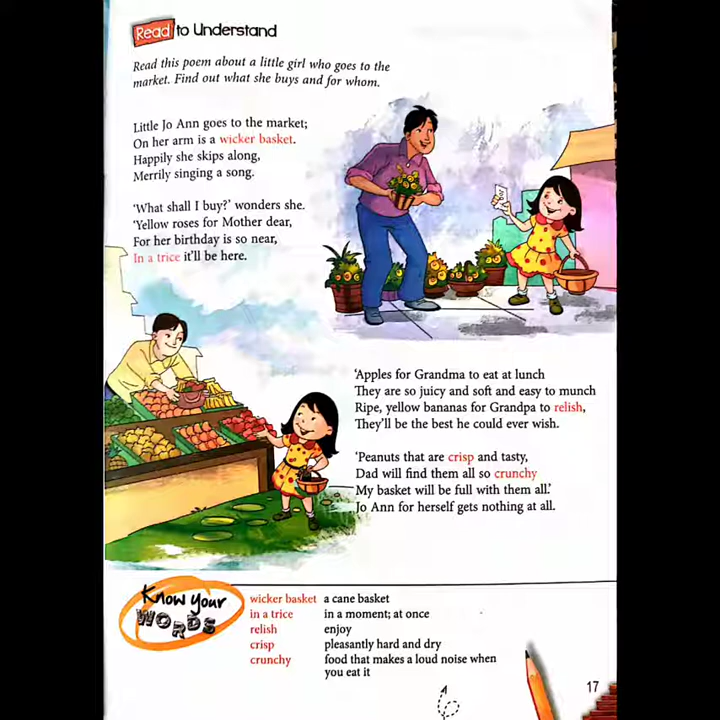 Read to Understand
Read this poem about a little girl who goes to the
market. Find out what she buys and for whom.
Little Jo Ann goes to the market;
On her arm is a wicker basket.
Happily she skips along,
Merrily singing a song.
‘What shall I buy?’ wonders she.
‘Yellow roses for Mother dear,
For her birthday is so near,
In a trice it’ll be here.
‘Apples for Grandma to eat at lunch
They are so juicy and soft and easy to munch
Ripe, yellow bananas for Grandpa to relish,
They’ll be the best he could ever wish.
‘Peanuts that are crisp and tasty,
Dad will find them all so crunchy
My basket will be full with them all.’
Jo Ann for herself gets nothing at all.
Know your
WORDS
wicker basket a cane basket
in a trice in a moment; at once
relish enjoy
crisp pleasantly hard and dry
crunchy food that makes a loud noise when
you eat it
17